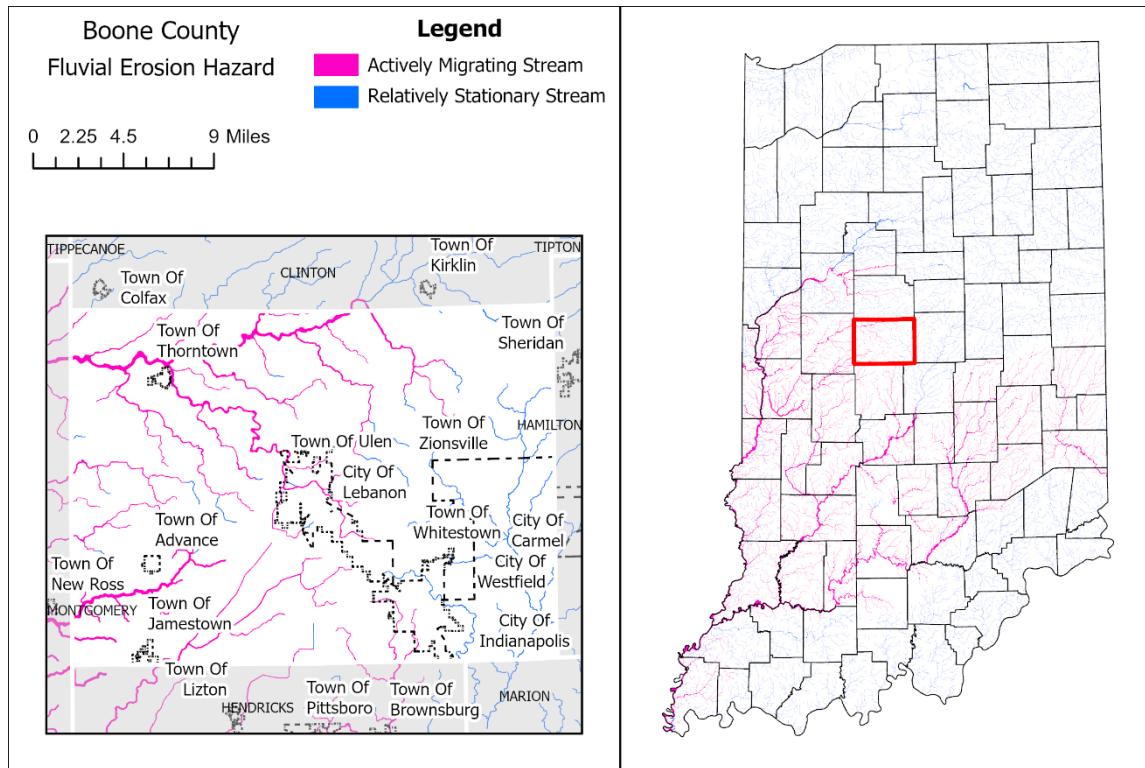 Boone County
Fluvial Erosion Hazard
Legend
Actively Migrating Stream
Relatively Stationary Stream
0 2.25 4.5 9 Miles
TIPPECANOE
CLINTON
TIPTON
Town Of
Kirklin
Town Of
Colfax
Town Of
Thorntown
Town Of
Sheridan
Town Of
Zionsville
HAMILTON
Town Of Ulen
City Of
Lebanon
Town Of
Whitestown
City Of
Carmel
Town Of
Advance
City Of
Westfield
Town Of
New Ross
MONTGOMERY
Town Of
Jamestown
City Of
Indianapolis
Town Of
Lizton
HENDRICKS
Town Of
Pittsboro
Town Of
Brownsburg
MARION